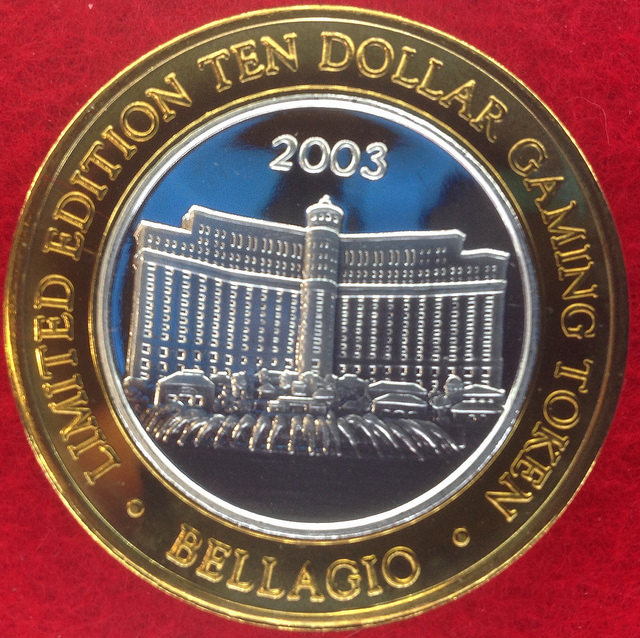 LIMITED EDITION TEN DOLLAR GAMING TOKEN
2003
• BELLAGIO •